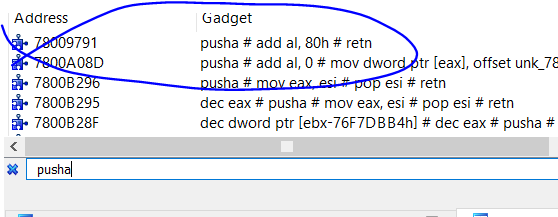 Address Gadget
78009791 pusha # add al, 80h # retn
7800A08D pusha # add al, 0 # mov dword ptr [eax], offset unk_78
7800B296 pusha # mov eax, esi # pop esi # retn
7800B295 dec eax # pusha # mov eax, esi # pop esi # retn
7800B28F dec dword ptr [ebx-76F7DBB4h] # dec eax # pusha #
pusha